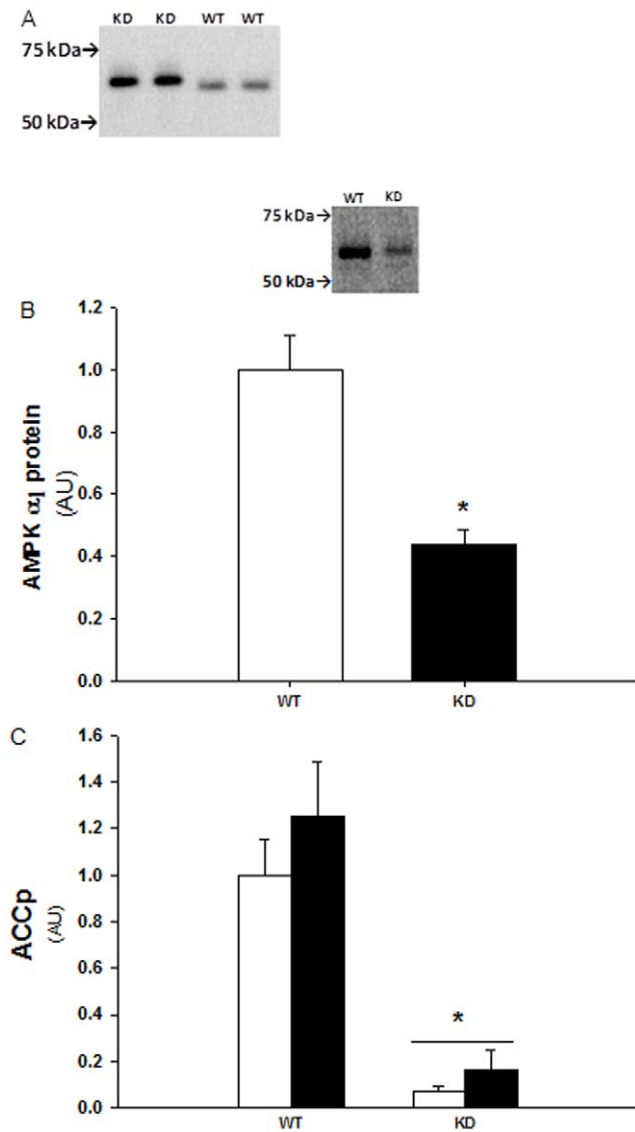 A
KD KD WT WT
75 kDa→
50 kDa→
WT KD
75 kDa→
50 kDa→
B
AMPK α1 protein
(AU)
1.2
1.0
0.8
0.6
0.4
0.2
0.0
*
WT KD
C
ACCp
(AU)
1.6
1.4
1.2
1.0
0.8
0.6
0.4
0.2
0.0
*
WT KD